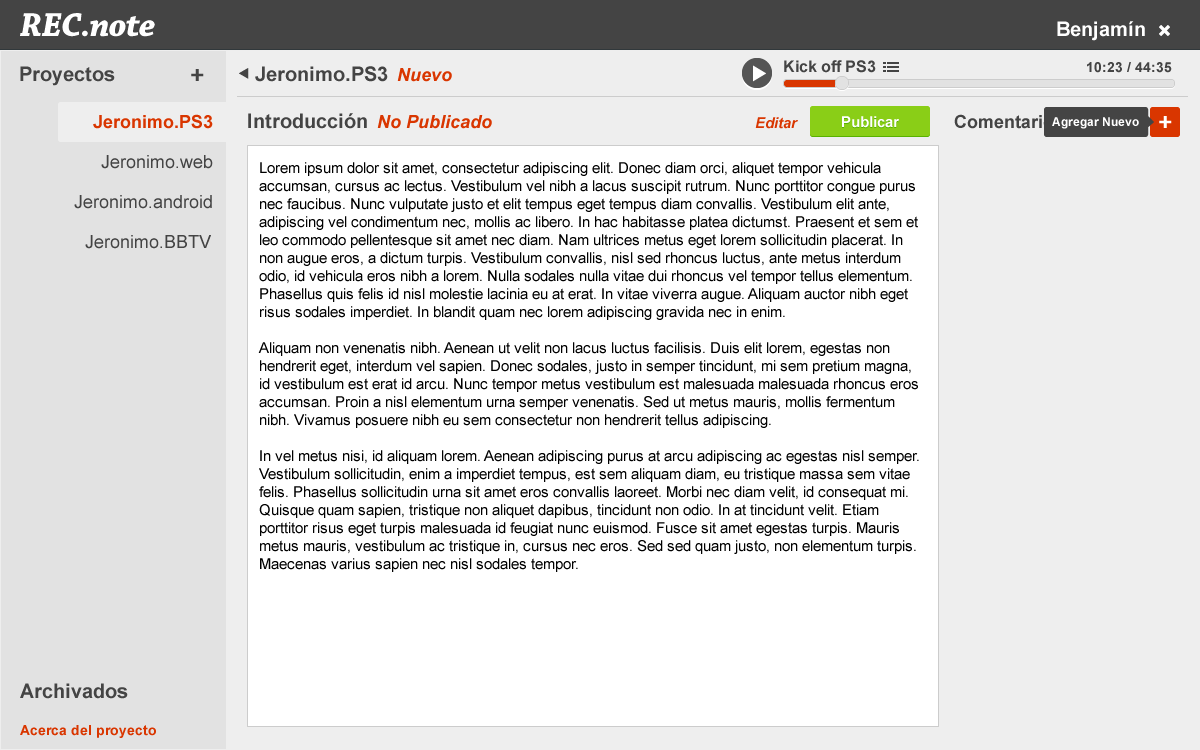 REC.note
Benjamín ×
Proyectos +
Jeronimo.PS3
Jeronimo.web
Jeronimo.android
Jeronimo.BBTV
Archivados
Acerca del proyecto
Jeronimo.PS3 Nuevo
Kick off PS3
10:23 / 44:35
Introducción No Publicado
Editar
Publicar
Comentari
Agregar Nuevo
+
Lorem ipsum dolor sit amet, consectetur adipiscing elit. Donec diam orci, aliquet tempor vehicula
accumsan, cursus ac lectus. Vestibulum vel nibh a lacus suscipit rutrum. Nunc porttitor congue purus
nec faucibus. Nunc vulputate justo et elit tempus eget tempus diam convallis. Vestibulum elit ante,
adipiscing vel condimentum nec, mollis ac libero. In hac habitasse platea dictumst. Praesent et sem et
leo commodo pellentesque sit amet nec diam. Nam ultrices metus eget lorem sollicitudin placerat. In
non augue eros, a dictum turpis. Vestibulum convallis, nisl sed rhoncus luctus, ante metus interdum
odio, id vehicula eros nibh a lorem. Nulla sodales nulla vitae dui rhoncus vel tempor tellus elementum.
Phasellus quis felis id nisl molestie lacinia eu at erat. In vitae viverra augue. Aliquam auctor nibh eget
risus sodales imperdiet. In blandit quam nec lorem adipiscing gravida nec in enim.
Aliquam non venenatis nibh. Aenean ut velit non lacus luctus facilisis. Duis elit lorem, egestas non
hendrerit eget, interdum vel sapien. Donec sodales, justo in semper tincidunt, mi sem pretium magna,
id vestibulum est erat id arcu. Nunc tempor metus vestibulum est malesuada malesuada rhoncus eros
accumsan. Proin a nisl elementum urna semper venenatis. Sed ut metus mauris, mollis fermentum
nibh. Vivamus posuere nibh eu sem consectetur non hendrerit tellus adipiscing.
In vel metus nisi, id aliquam lorem. Aenean adipiscing purus at arcu adipiscing ac egestas nisl semper.
Vestibulum sollicitudin, enim a imperdiet tempus, est sem aliquam diam, eu tristique massa sem vitae
felis. Phasellus sollicitudin urna sit amet eros convallis laoreet. Morbi nec diam velit, id consequat mi.
Quisque quam sapien, tristique non aliquet dapibus, tincidunt non odio. In at tincidunt velit. Etiam
porttitor risus eget turpis malesuada id feugiat nunc euismod. Fusce sit amet egestas turpis. Mauris
metus mauris, vestibulum ac tristique in, cursus nec eros. Sed sed quam justo, non elementum turpis.
Maecenas varius sapien nec nisl sodales tempor.